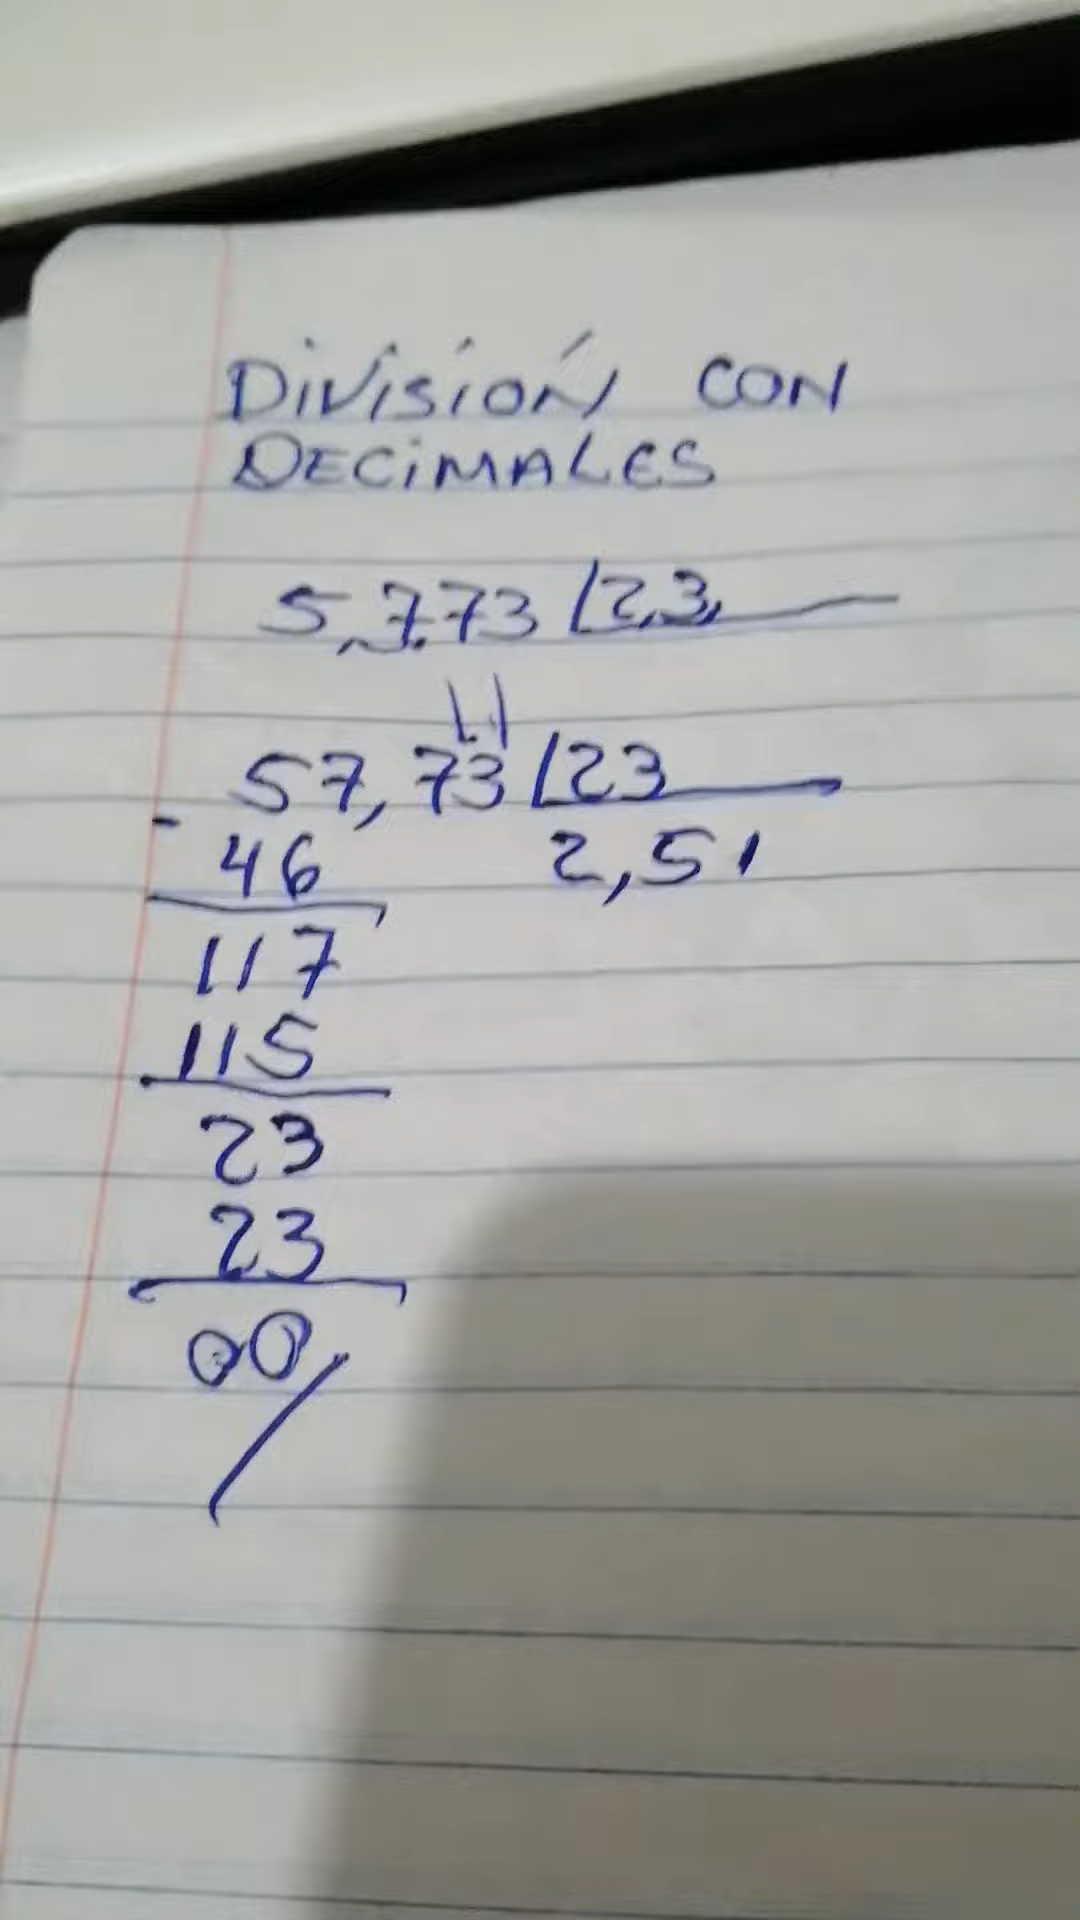 DIVISIÓN CON
DECIMALES
5,773 2,3
57,73 23
- 46 2,51
117
115
23
23
00/